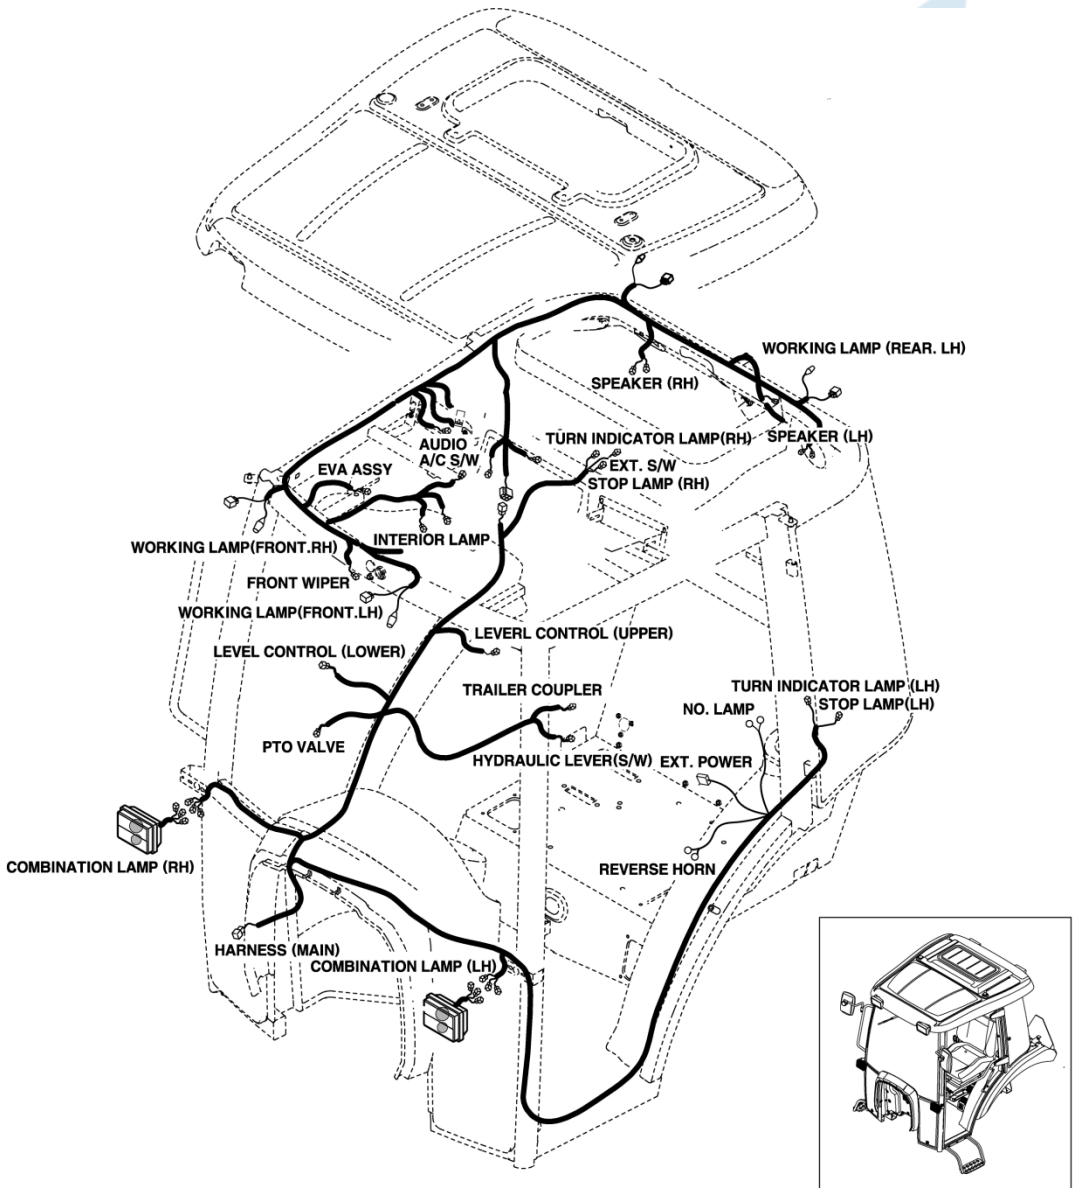 WORKING LAMP (REAR. LH)
SPEAKER (RH)
TURN INDICATOR LAMP(RH)
SPEAKER (LH)
AUDIO
A/C S/W
EXT. S/W
EVA ASSY
STOP LAMP (RH)
INTERIOR LAMP
WORKING LAMP(FRONT.RH)
FRONT WIPER
WORKING LAMP(FRONT.LH)
LEVERL CONTROL (UPPER)
LEVEL CONTROL (LOWER)
TRAILER COUPLER
TURN INDICATOR LAMP (LH)
STOP LAMP(LH)
NO. LAMP
PTO VALVE
HYDRAULIC LEVER(S/W)
EXT. POWER
COMBINATION LAMP (RH)
REVERSE HORN
HARNESS (MAIN)
COMBINATION LAMP (LH)